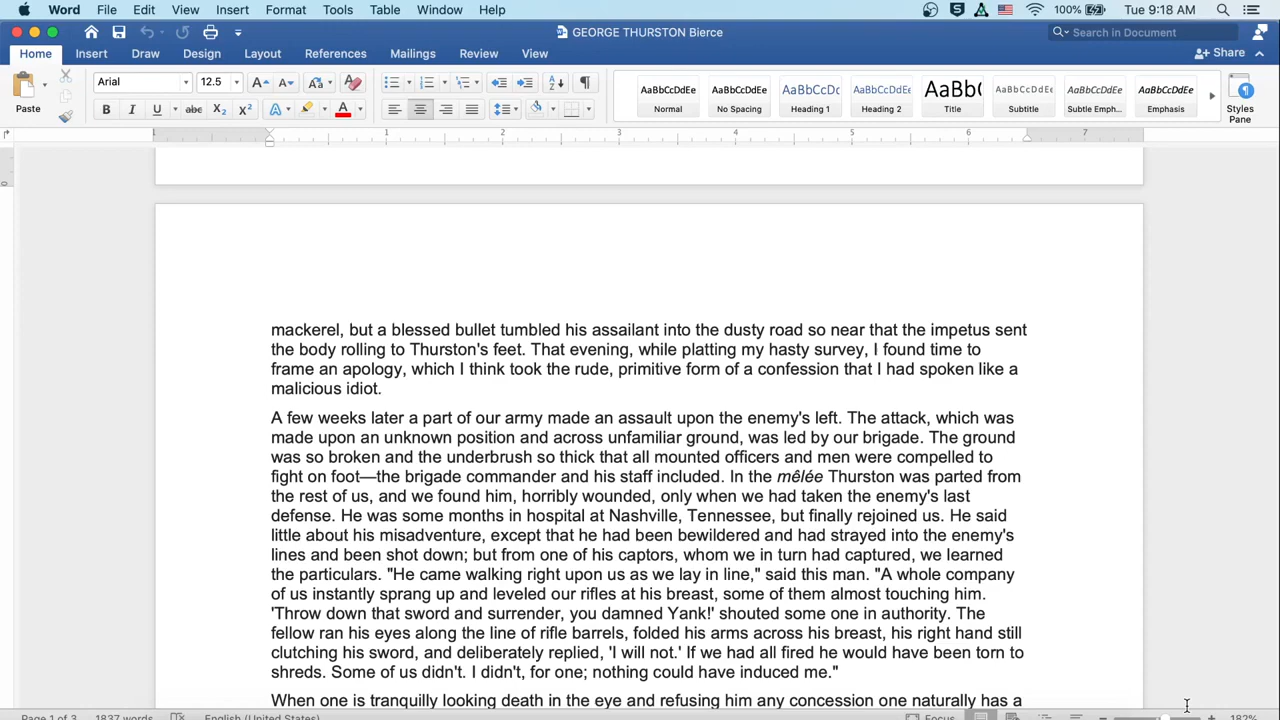 Word File Edit View Insert Format Tools Table Window Help 100% Tue 9:18 AM
GEORGE THURSTON Bierce Search in Document
Home Insert Draw Design Layout References Mailings Review View Share
Arial 12.5 AaBbCcDdEe AaBbCcDdEe AaBbCcDc AaBbCcDdEe AaBbC AaBbCcDdEe AaBbCcDdEe AaBbCcDdEe
Paste B I U abc X₂ X² A A Normal No Spacing Heading 1 Heading 2 Title Subtitle Subtle Emph... Emphasis Styles Pane
1 1 2 3 4 5 6 7
mackerel, but a blessed bullet tumbled his assailant into the dusty road so near that the impetus sent
the body rolling to Thurston's feet. That evening, while platting my hasty survey, I found time to
frame an apology, which I think took the rude, primitive form of a confession that I had spoken like a
malicious idiot.
A few weeks later a part of our army made an assault upon the enemy's left. The attack, which was
made upon an unknown position and across unfamiliar ground, was led by our brigade. The ground
was so broken and the underbrush so thick that all mounted officers and men were compelled to
fight on foot—the brigade commander and his staff included. In the mêlée Thurston was parted from
the rest of us, and we found him, horribly wounded, only when we had taken the enemy's last
defense. He was some months in hospital at Nashville, Tennessee, but finally rejoined us. He said
little about his misadventure, except that he had been bewildered and had strayed into the enemy's
lines and been shot down; but from one of his captors, whom we in turn had captured, we learned
the particulars. "He came walking right upon us as we lay in line," said this man. "A whole company
of us instantly sprang up and leveled our rifles at his breast, some of them almost touching him.
'Throw down that sword and surrender, you damned Yank!' shouted some one in authority. The
fellow ran his eyes along the line of rifle barrels, folded his arms across his breast, his right hand still
clutching his sword, and deliberately replied, 'I will not.' If we had all fired he would have been torn to
shreds. Some of us didn't. I didn't, for one; nothing could have induced me."
When one is tranquilly looking death in the eye and refusing him any concession one naturally has a
Page 1 of 3 1837 words English (United States) Focus 182%